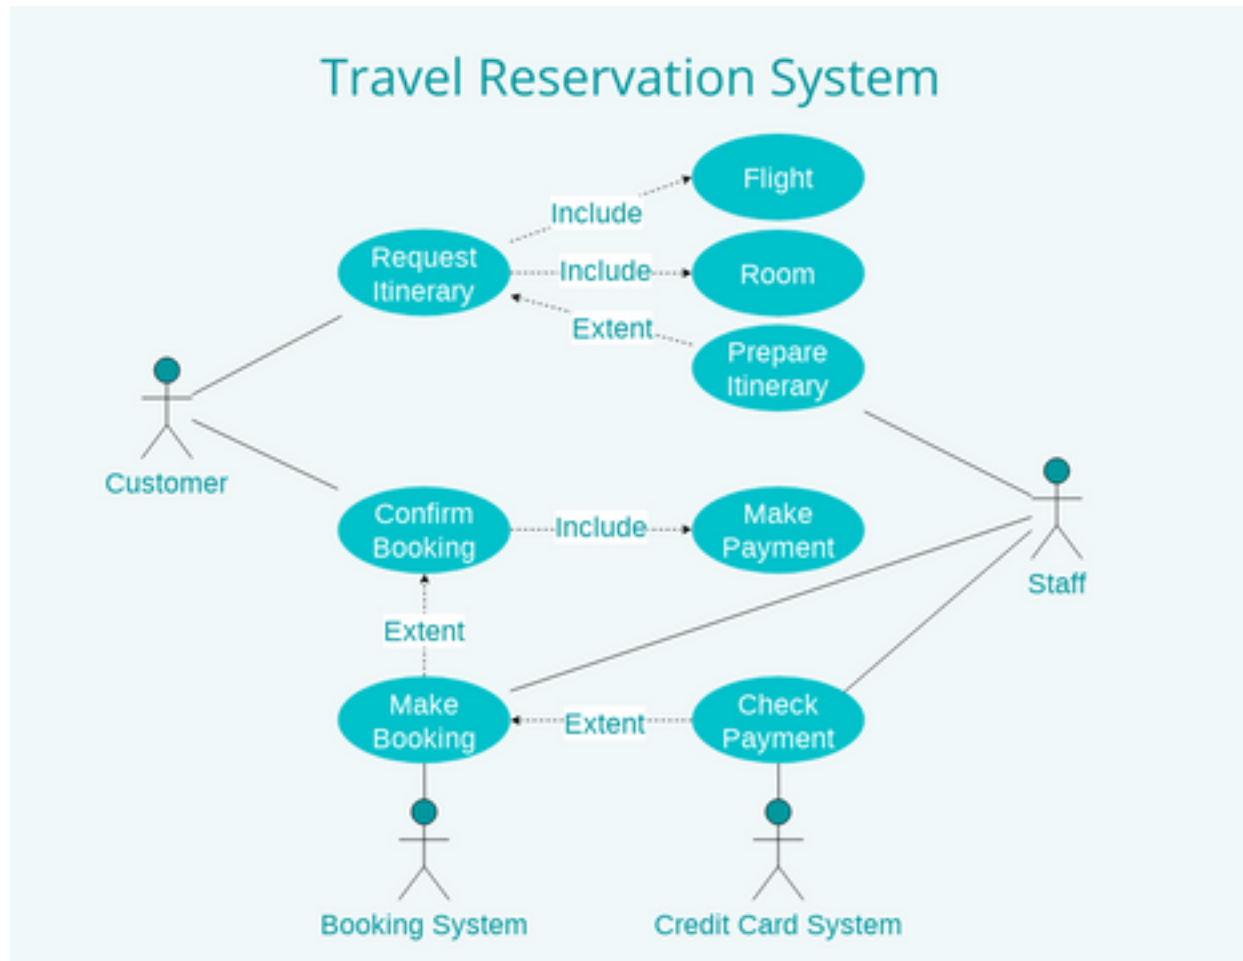 Travel Reservation System
Flight
Include
Request
Itinerary
Include
Room
Extent
Prepare
Itinerary
Customer
Confirm
Booking
Include
Make
Payment
Staff
Extent
Make
Booking
Extent
Check
Payment
Booking System
Credit Card System